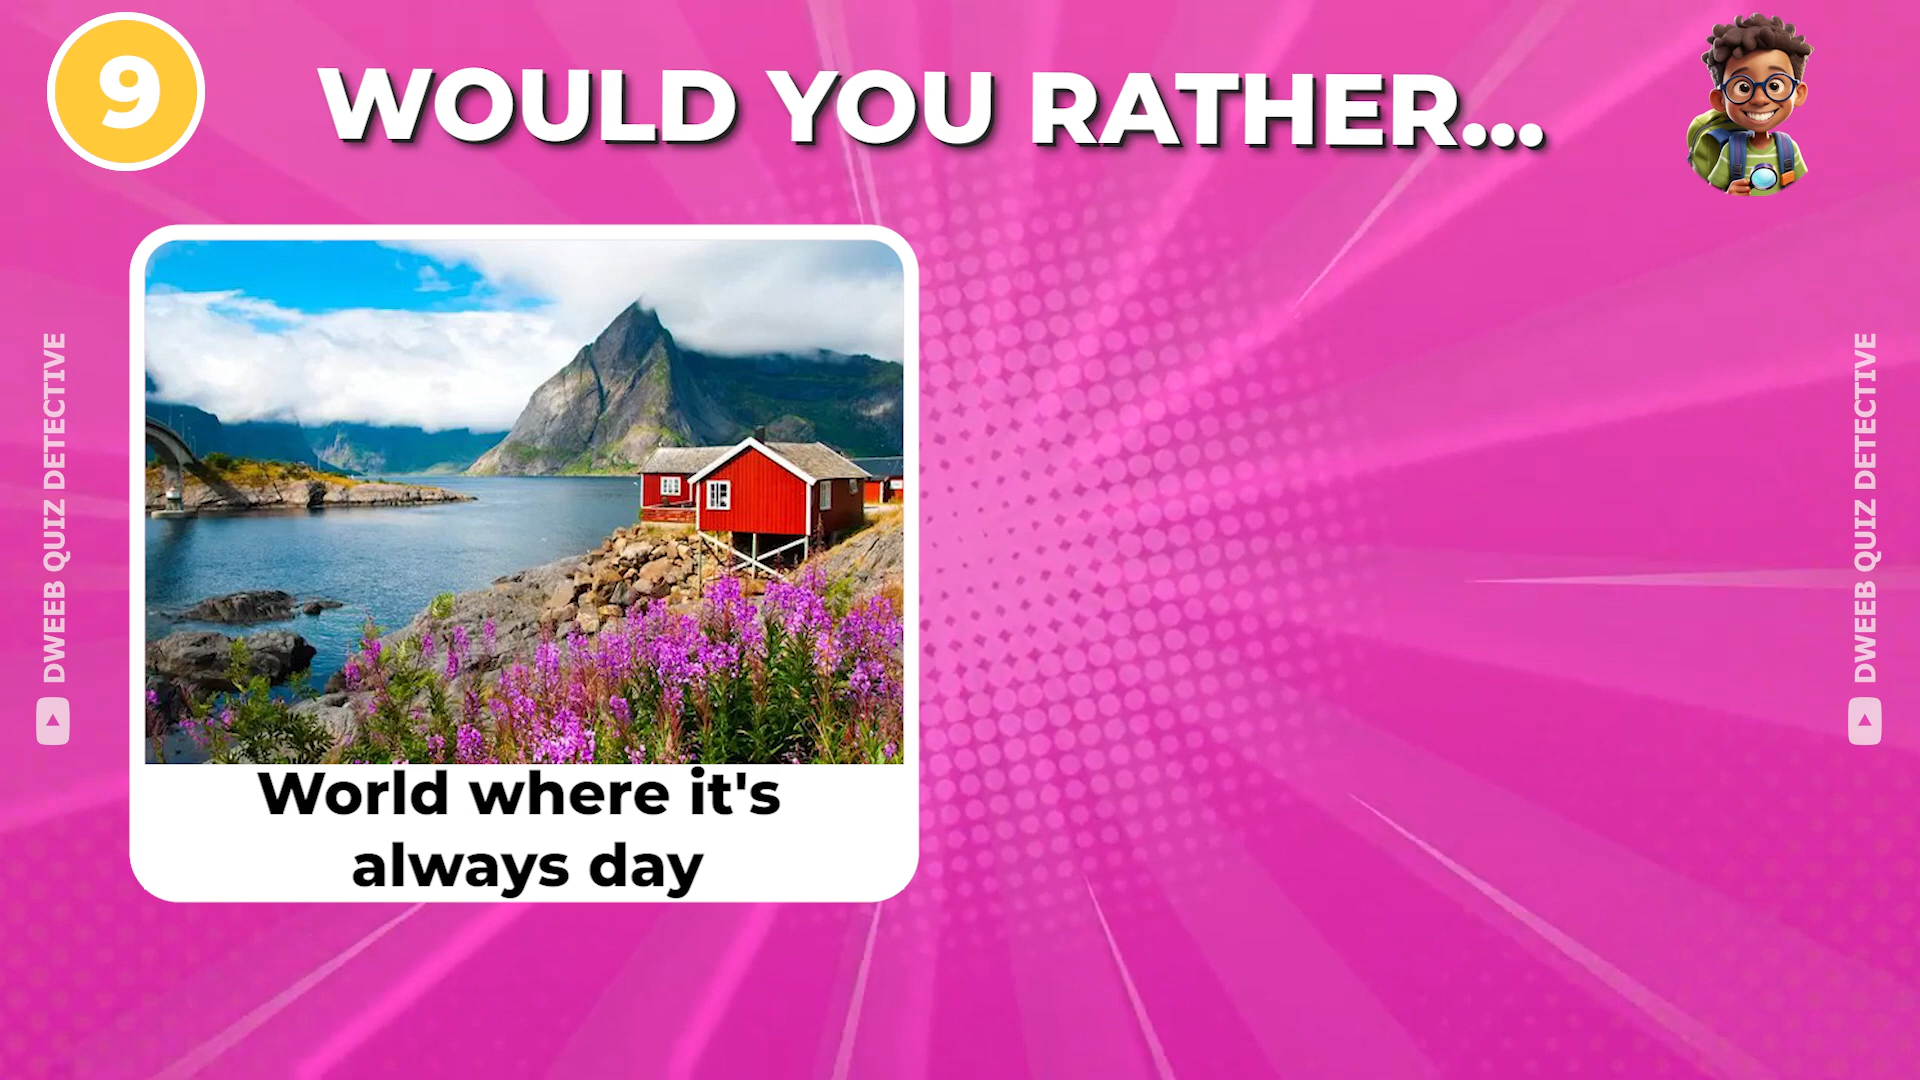 9
WOULD YOU RATHER...
DWEEB QUIZ DETECTIVE
World where it's
always day
DWEEB QUIZ DETECTIVE